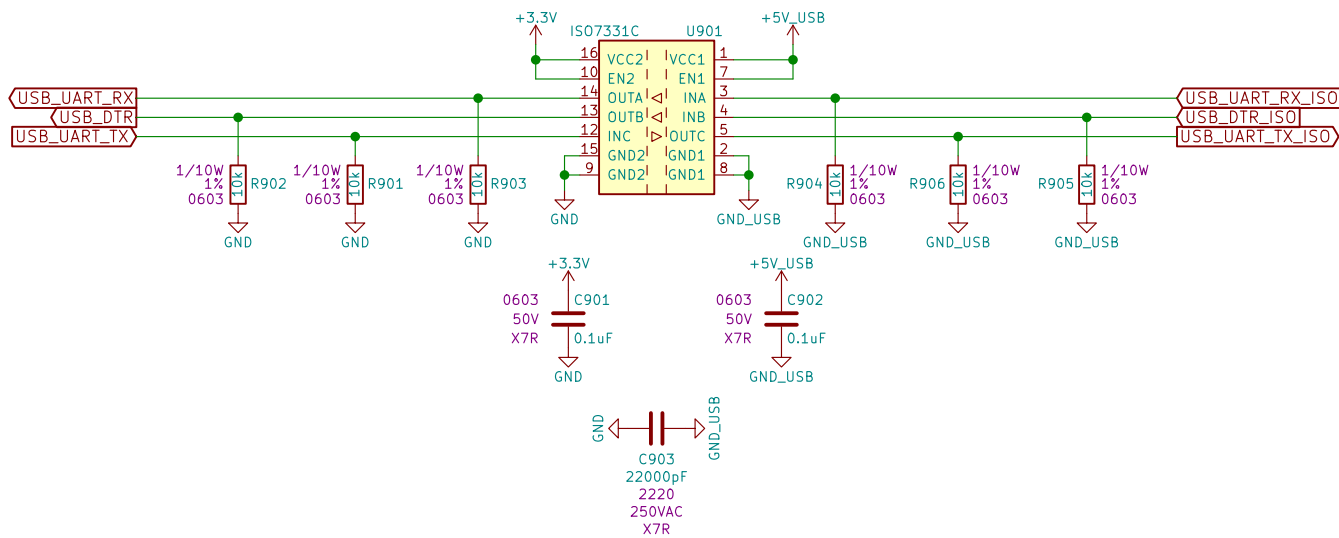 +3.3V
+5V_USB
ISO7331C
U901
16 VCC2 VCC1 1
10 EN2 EN1 7
USB_UART_RX 14 OUTA INA 3 USB_UART_RX_ISO
USB_DTR 13 OUTB INB 4 USB_DTR_ISO
USB_UART_TX 12 INC OUTC 5 USB_UART_TX_ISO
15 GND2 GND1 2
9 GND2 GND1 8
1/10W
1%
0603
10k
R902
GND
1/10W
1%
0603
10k
R901
GND
1/10W
1%
0603
10k
R903
GND
GND
GND_USB
R904
10k
1/10W
1%
0603
GND_USB
R906
10k
1/10W
1%
0603
GND_USB
R905
10k
1/10W
1%
0603
GND_USB
+3.3V
0603
50V
X7R
C901
0.1uF
GND
+5V_USB
0603
50V
X7R
C902
0.1uF
GND_USB
GND
GND_USB
C903
22000pF
2220
250VAC
X7R